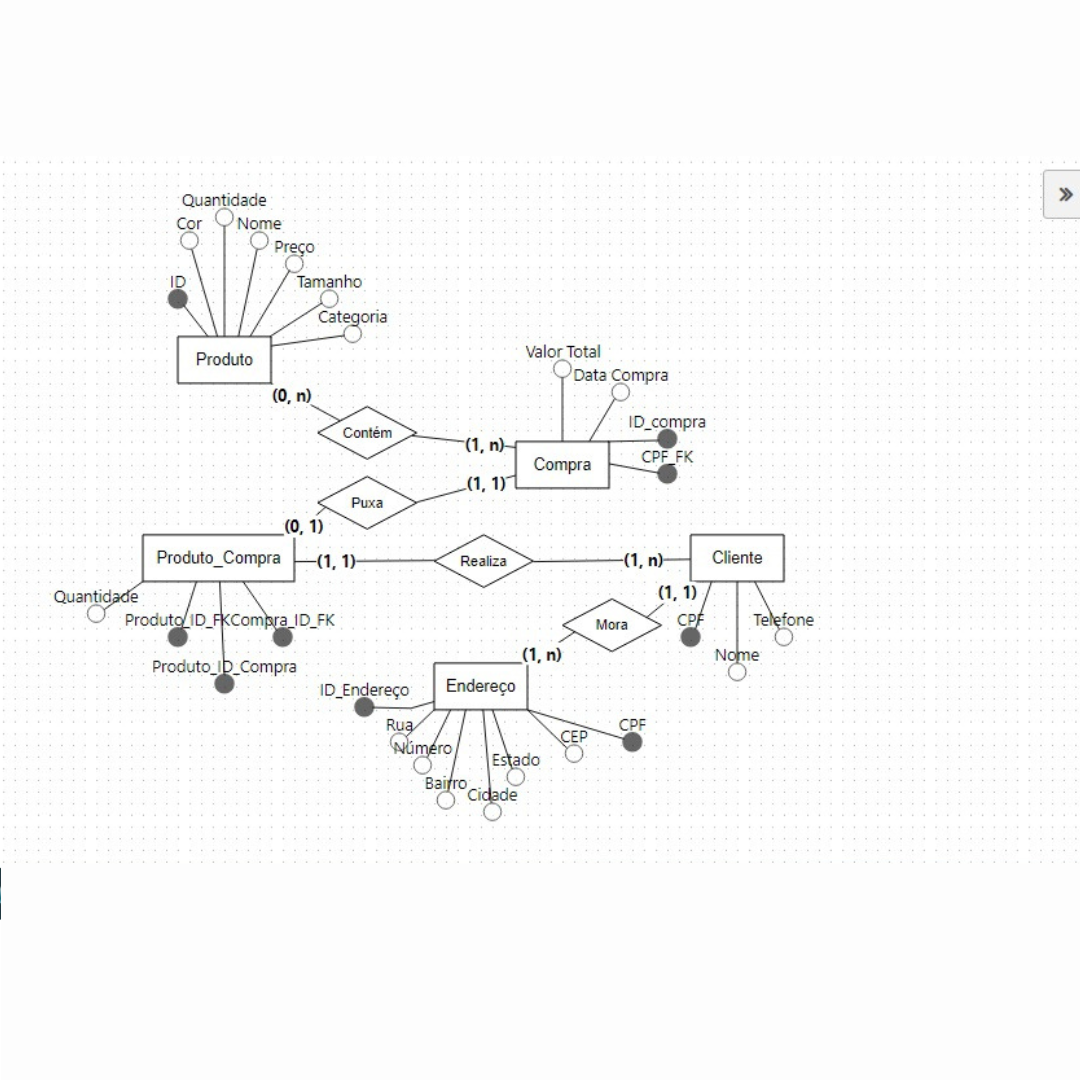 Quantidade
Cor
Nome
Preço
ID
Tamanho
Categoria
Produto
Valor Total
Data Compra
(0, n)
ID_compra
Contém
(1, n)
CPF_FK
Compra
(1, 1)
Puxa
(0, 1)
Produto_Compra
(1, 1)
Realiza
(1, n)
Cliente
(1, 1)
Quantidade
Produto_ID_FK
Compra_ID_FK
Mora
CPF
Telefone
(1, n)
Nome
Produto_ID_Compra
ID_Endereço
Endereço
Rua
CPF
CEP
Número
Estado
Bairro
Cidade